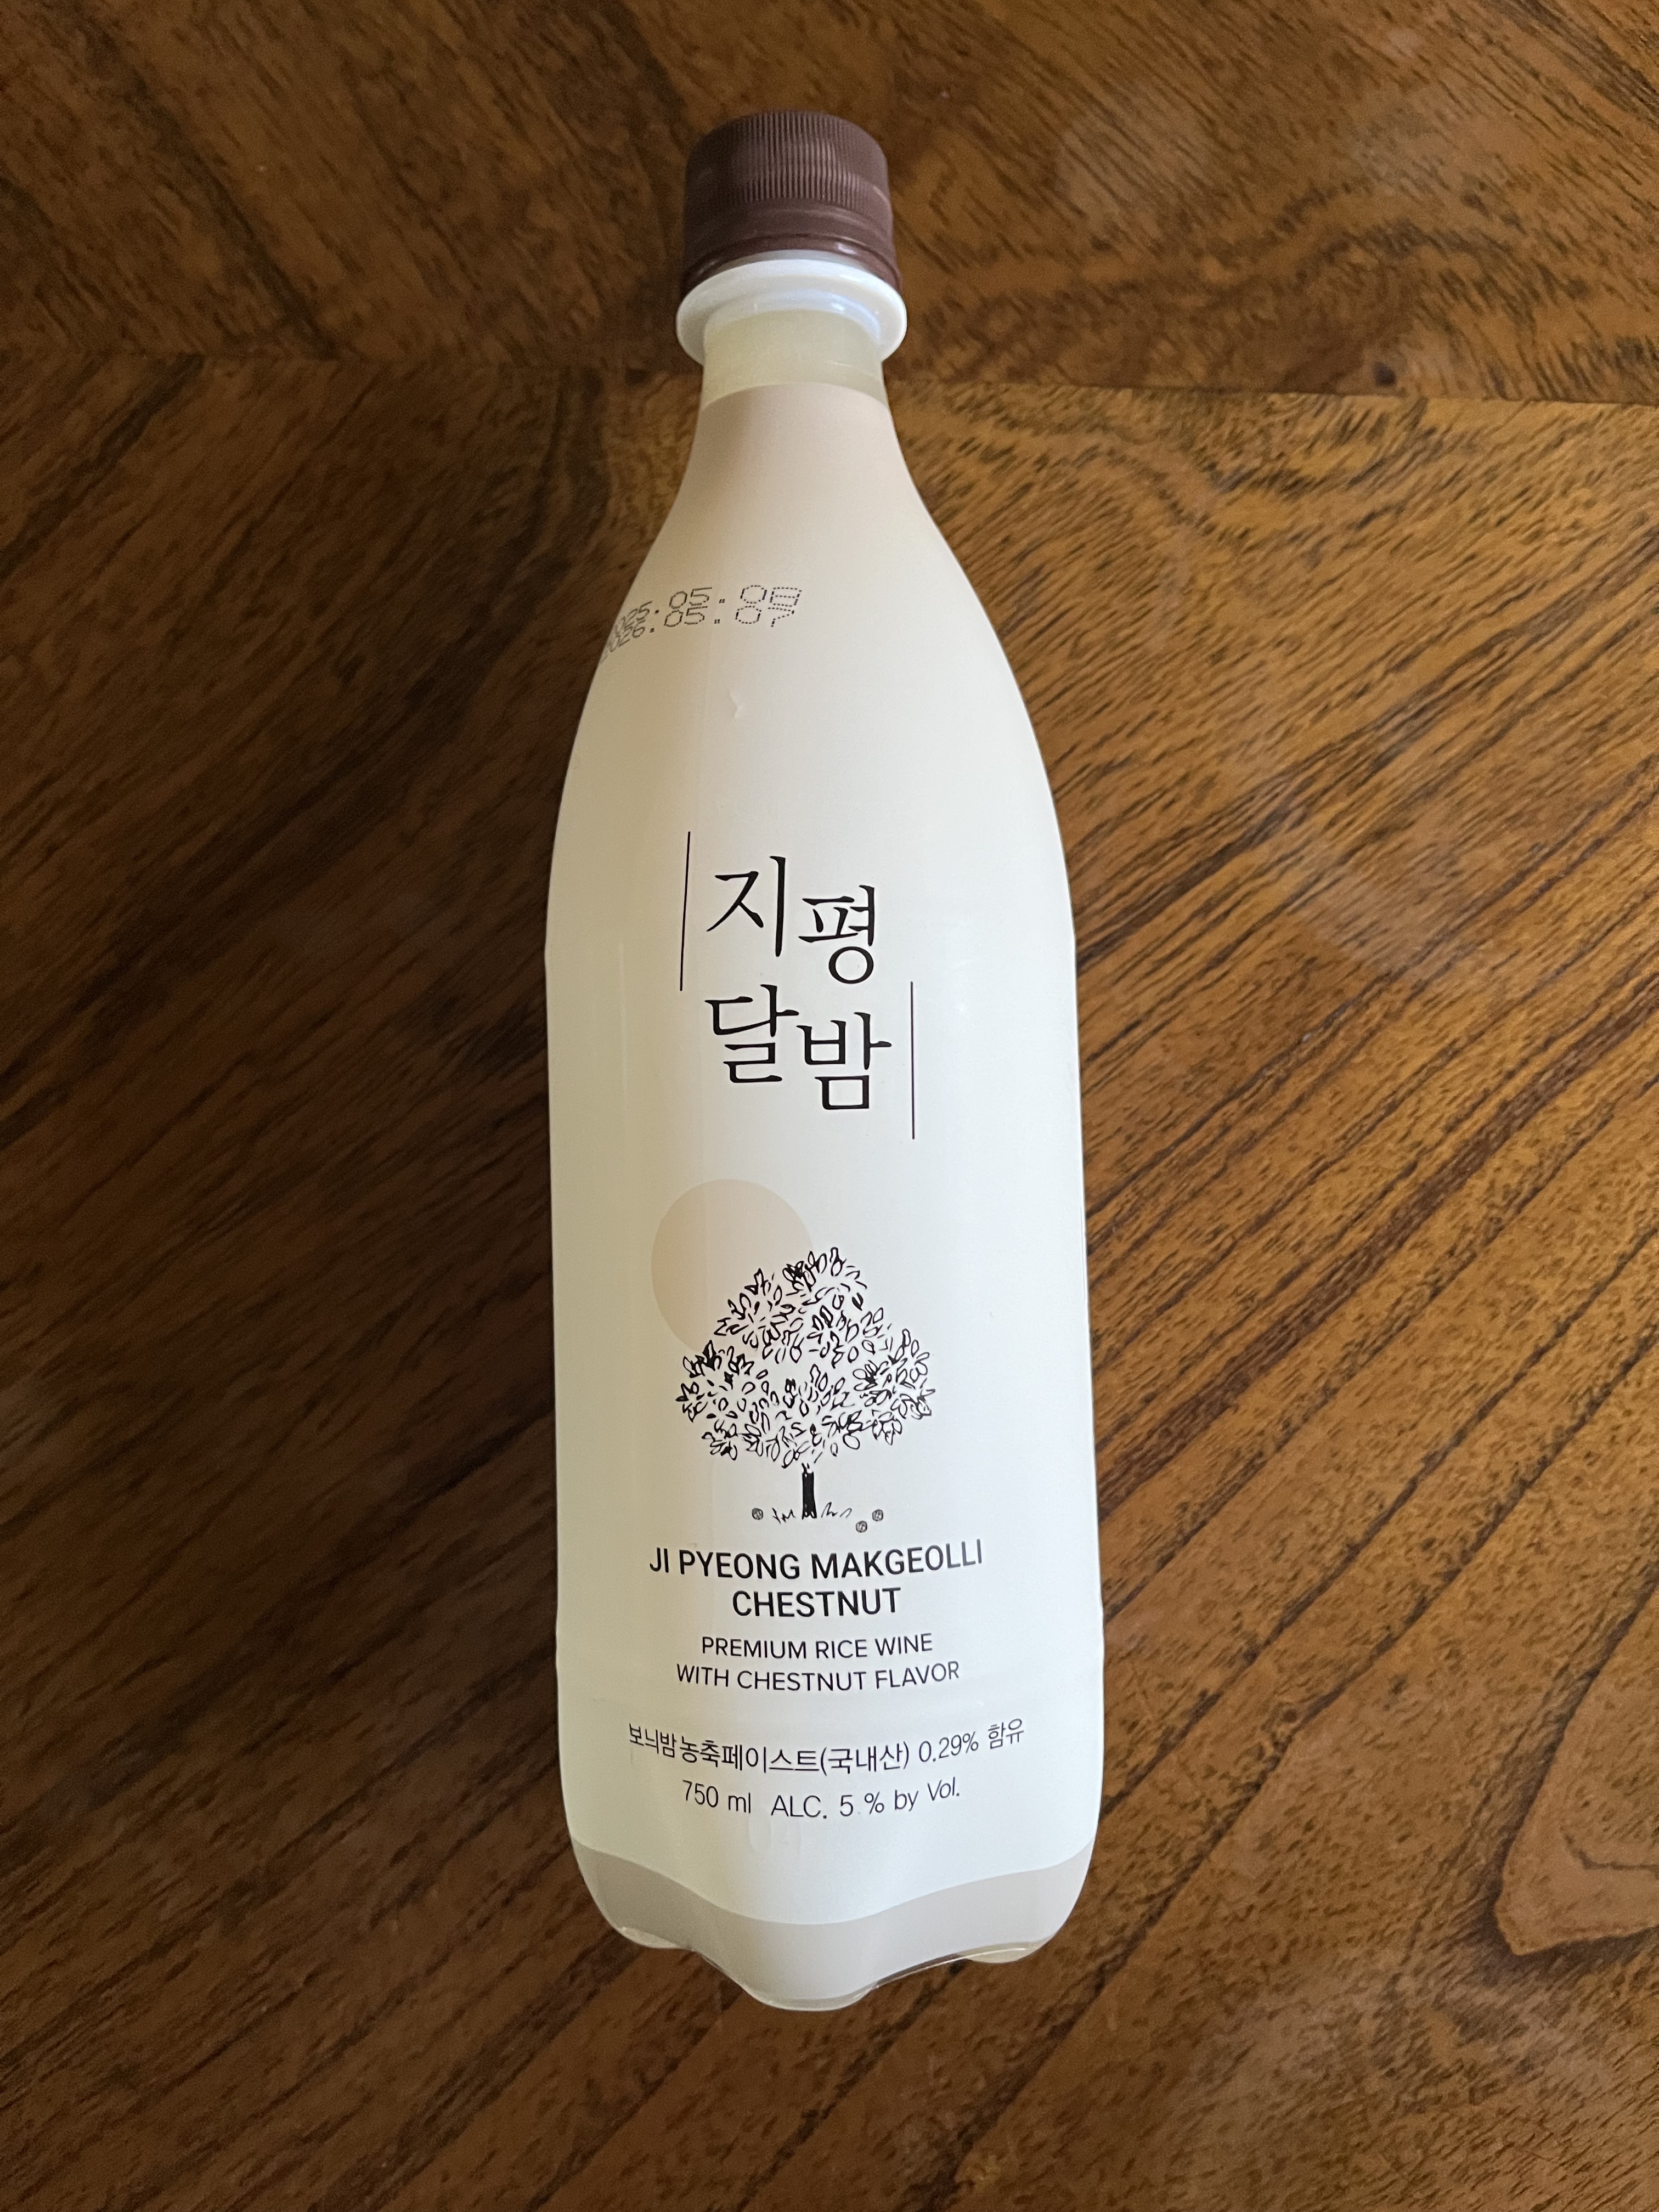 2025.05.08
2026.05.07
지평
달밤
JI PYEONG MAKGEOLLI
CHESTNUT
PREMIUM RICE WINE
WITH CHESTNUT FLAVOR
보늬밤농축페이스트(국내산) 0.29% 함유
750 ml ALC. 5 % by Vol.